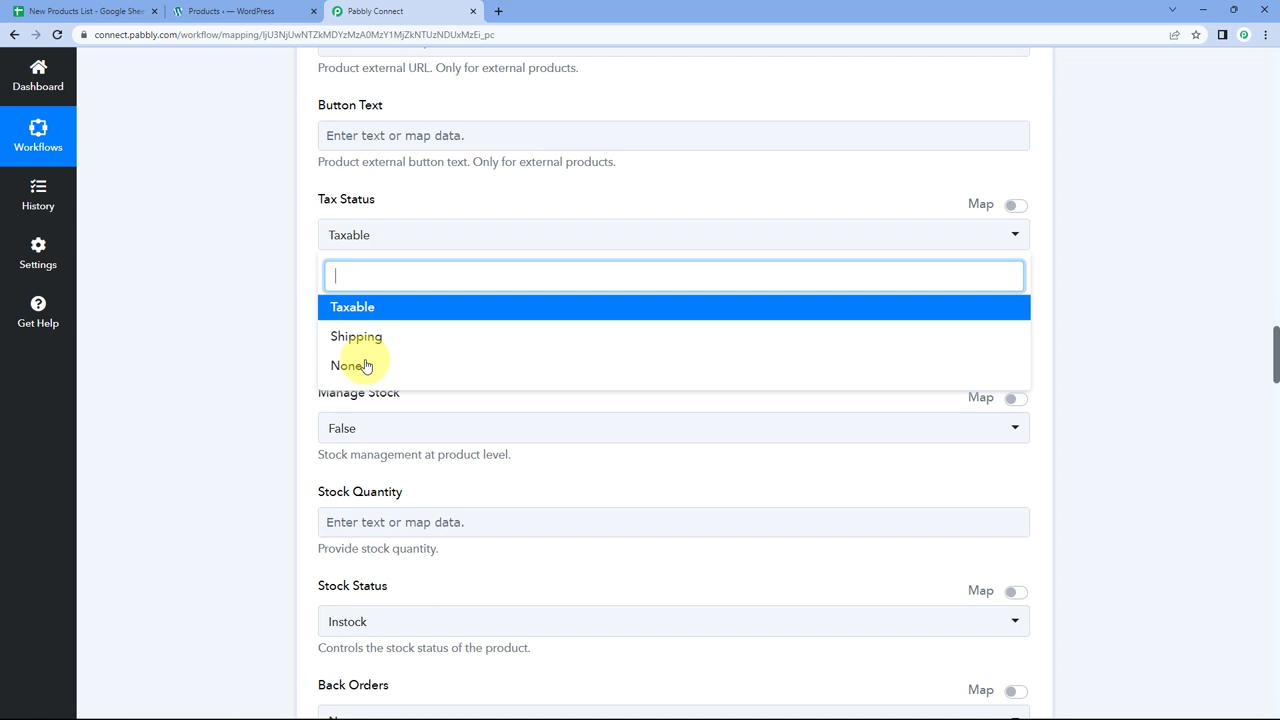 New Products List - Google She
Products ‹ — WordPress
Pabbly Connect
connect.pabbly.com/workflow/mapping/IjU3NjUwNTZkMDYzMzA0MzY1MjZkNTUzNDUxMzEi_pc
Dashboard
Workflows
History
Settings
Get Help
Product external URL. Only for external products.
Button Text
Enter text or map data.
Product external button text. Only for external products.
Tax Status
Map
Taxable
Taxable
Shipping
None
Manage Stock
Map
False
Stock management at product level.
Stock Quantity
Enter text or map data.
Provide stock quantity.
Stock Status
Map
Instock
Controls the stock status of the product.
Back Orders
Map